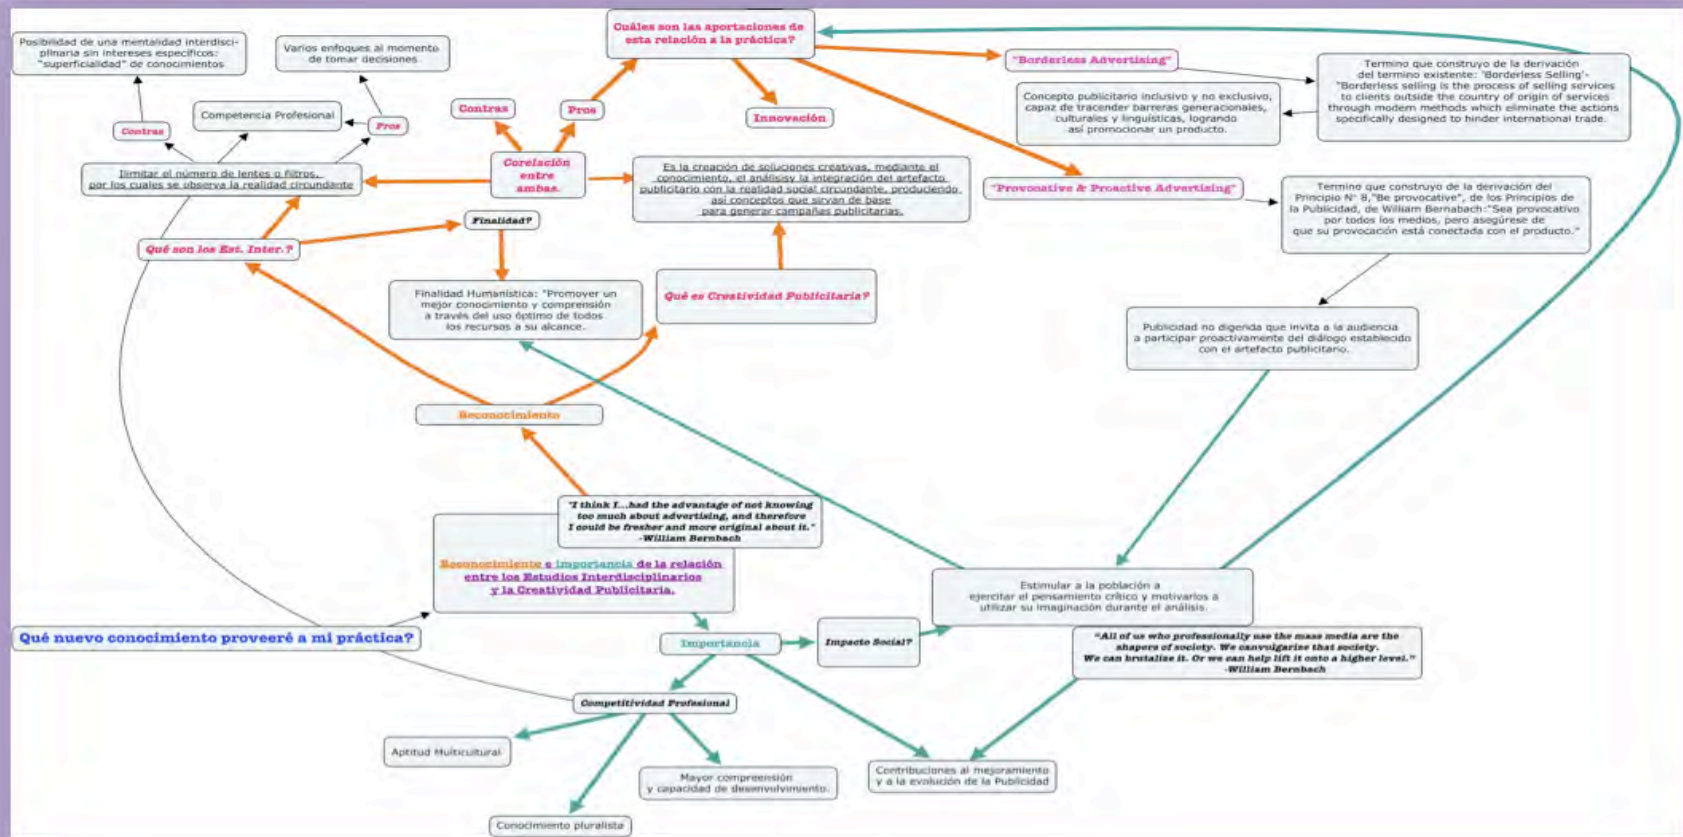 Posibilidad de una mentalidad interdisci-
plinaria sin intereses específicos:
"superficialidad" de conocimientos
Varios enfoques al momento
de tomar decisiones
Contras
Competencia Profesional
Pros
Ilimitar el número de lentes o filtros,
por los cuales se observa la realidad circundante
Qué son los Est. Inter.?
Finalidad?
Finalidad Humanística: "Promover un
mejor conocimiento y comprensión
a través del uso óptimo de todos
los recursos a su alcance.
Contras
Pros
Corelación
entre
ambas.
Cuáles son las aportaciones de
esta relación a la práctica?
Innovación
Es la creación de soluciones creativas, mediante el
conocimiento, el análisisy la integración del artefacto
publicitario con la realidad social circundante, produciendo
así conceptos que sirvan de base
para generar campañas publicitarias.
Qué es Creatividad Publicitaria?
"Borderless Advertising"
Termino que construyo de la derivación
del termino existente: 'Borderless Selling'-
"Borderless selling is the process of selling services
to clients outside the country of origin of services
through modern methods which eliminate the actions
specifically designed to hinder international trade.
Concepto publicitario inclusivo y no exclusivo,
capaz de tracender barreras generacionales,
culturales y linguísticas, logrando
así promocionar un producto.
"Provonative & Proactive Advertising"
Termino que construyo de la derivación del
Principio N° 8,"Be provocative", de los Principios de
la Publicidad, de William Bernabach:"Sea provocativo
por todos los medios, pero asegúrese de
que su provocación está conectada con el producto."
Publicidad no digerida que invita a la audiencia
a participar proactivamente del diálogo establecido
con el artefacto publicitario.
Reconocimiento
"I think I...had the advantage of not knowing
too much about advertising, and therefore
I could be fresher and more original about it."
-William Bernbach
Reconocimiento e importancia de la relación
entre los Estudios Interdisciplinarios
y la Creatividad Publicitaria.
Qué nuevo conocimiento proveeré a mi práctica?
Importancia
Impacto Social?
Estimular a la población a
ejercitar el pensamiento crítico y motivarlos a
utilizar su imaginación durante el análisis.
"All of us who professionally use the mass media are the
shapers of society. We canvulgarize that society.
We can brutalize it. Or we can help lift it onto a higher level."
-William Bernbach
Competitividad Profesional
Aptitud Multicultural
Mayor compreensión
y capacidad de desenvolvimiento.
Conocimiento pluralista
Contribuciones al mejoramiento
y a la evolución de la Publicidad